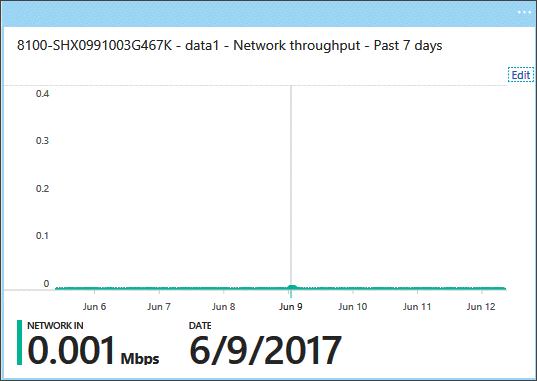 8100-SHX0991003G467K - data1 - Network throughput - Past 7 days
Edit
0.4
0.3
0.2
0.1
0
Jun 6 Jun 7 Jun 8 Jun 9 Jun 10 Jun 11 Jun 12
NETWORK IN DATE
0.001 Mbps 6/9/2017